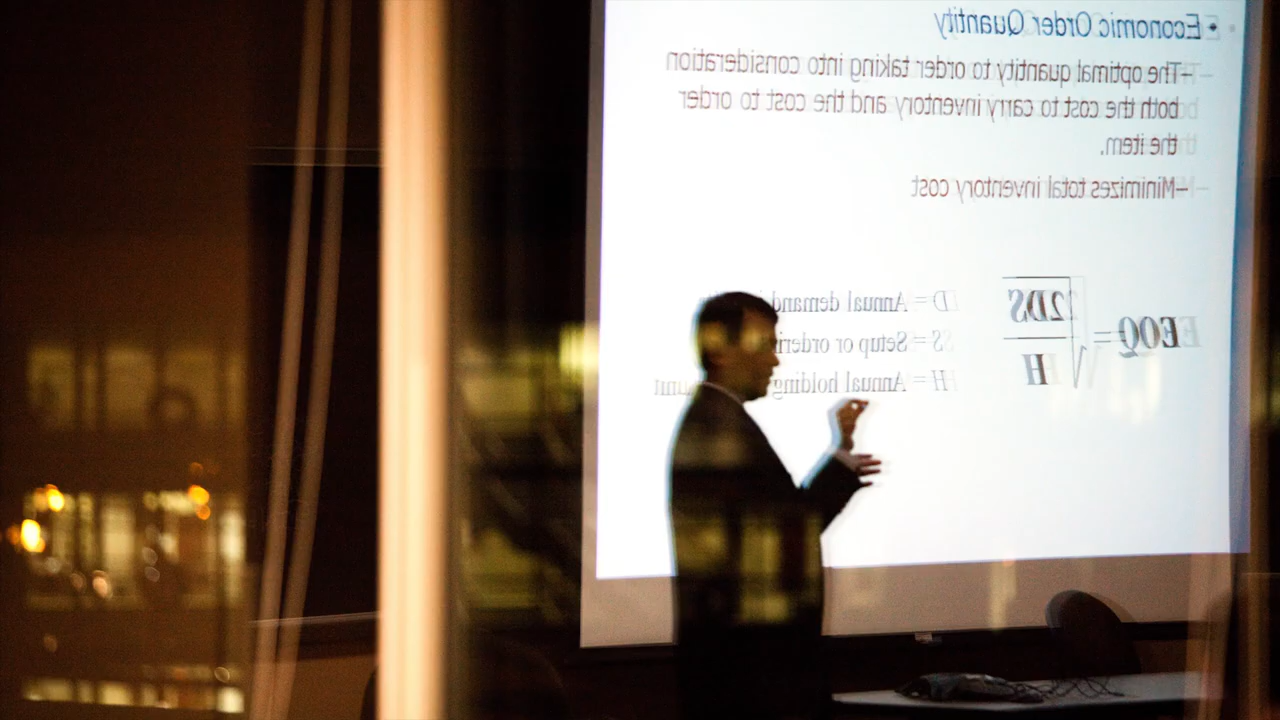 • Economic Order Quantity
–The optimal quantity to order taking into consideration
both the cost to carry inventory and the cost to order
the item.
–Minimizes total inventory cost
EOQ = √2DS
H
D = Annual demand
S = Setup or
H = Annual holding